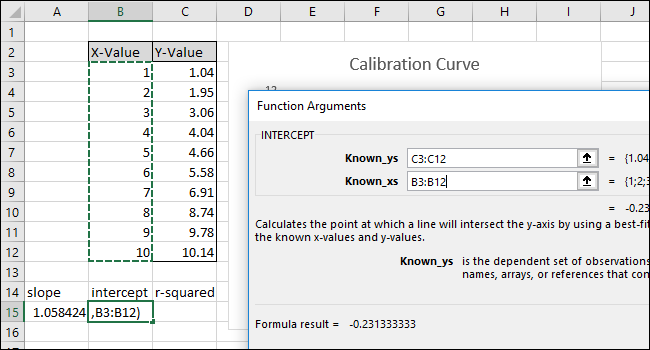 A B C D E F G H I J
1
2 X-Value Y-Value
3 1 1.04
4 2 1.95
5 3 3.06
6 4 4.04
7 5 4.66
8 6 5.58
9 7 6.91
10 8 8.74
11 9 9.78
12 10 10.14
13
14 slope intercept r-squared
15 1.058424 ,B3:B12)
16
17
Calibration Curve
Function Arguments
INTERCEPT
Known_ys C3:C12 = {1.04
Known_xs B3:B12 = {1;2;3
= -0.23
Calculates the point at which a line will intersect the y-axis by using a best-fit
the known x-values and y-values.
Known_ys is the dependent set of observations
names, arrays, or references that con
Formula result = -0.231333333